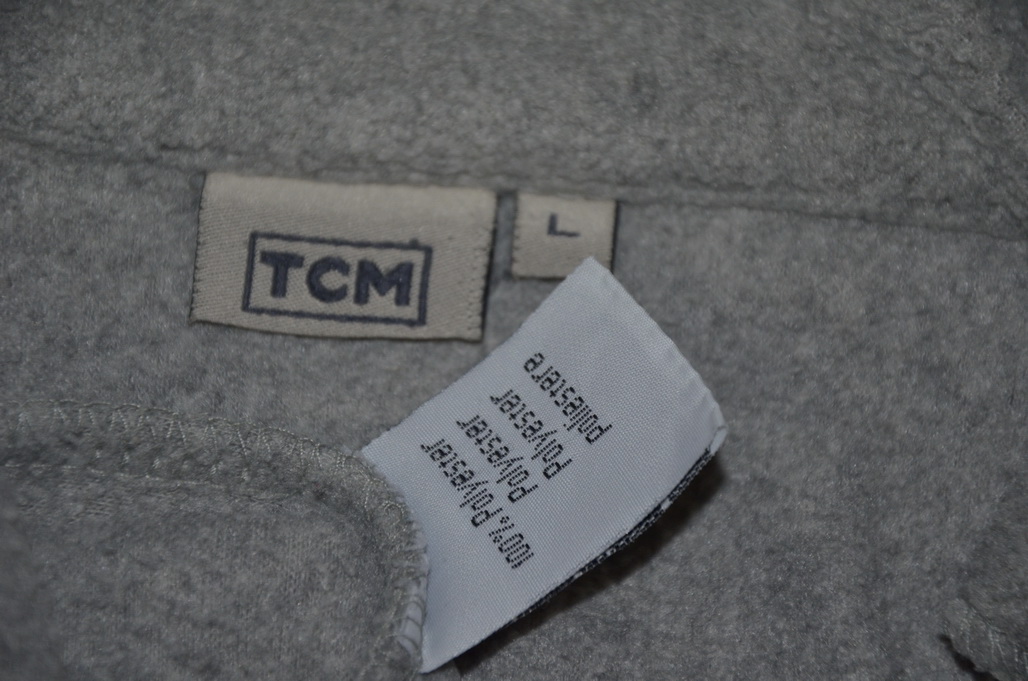 TCM
L
100% polyester
polyester
polyester
poliestere